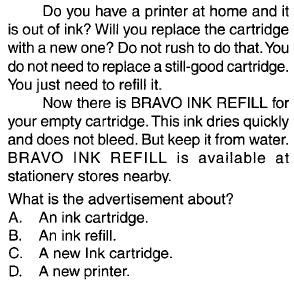 Do you have a printer at home and it
is out of ink? Will you replace the cartridge
with a new one? Do not rush to do that. You
do not need to replace a still-good cartridge.
You just need to refill it.
Now there is BRAVO INK REFILL for
your empty cartridge. This ink dries quickly
and does not bleed. But keep it from water.
BRAVO INK REFILL is available at
stationery stores nearby.
What is the advertisement about?
A. An ink cartridge.
B. An ink refill.
C. A new Ink cartridge.
D. A new printer.